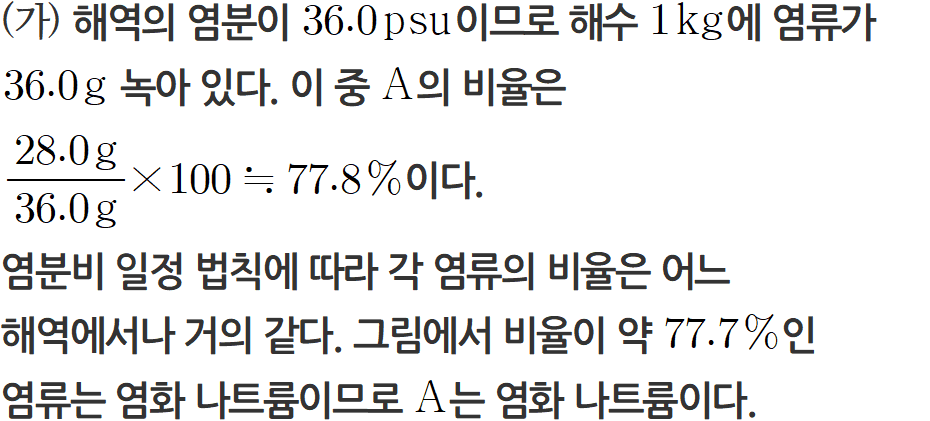 (가) 해역의 염분이 36.0psu이므로 해수 1kg에 염류가
36.0g 녹아 있다. 이 중 A의 비율은
28.0g/36.0g×100≒77.8%이다.
염분비 일정 법칙에 따라 각 염류의 비율은 어느
해역에서나 거의 같다. 그림에서 비율이 약 77.7%인
염류는 염화 나트륨이므로 A는 염화 나트륨이다.